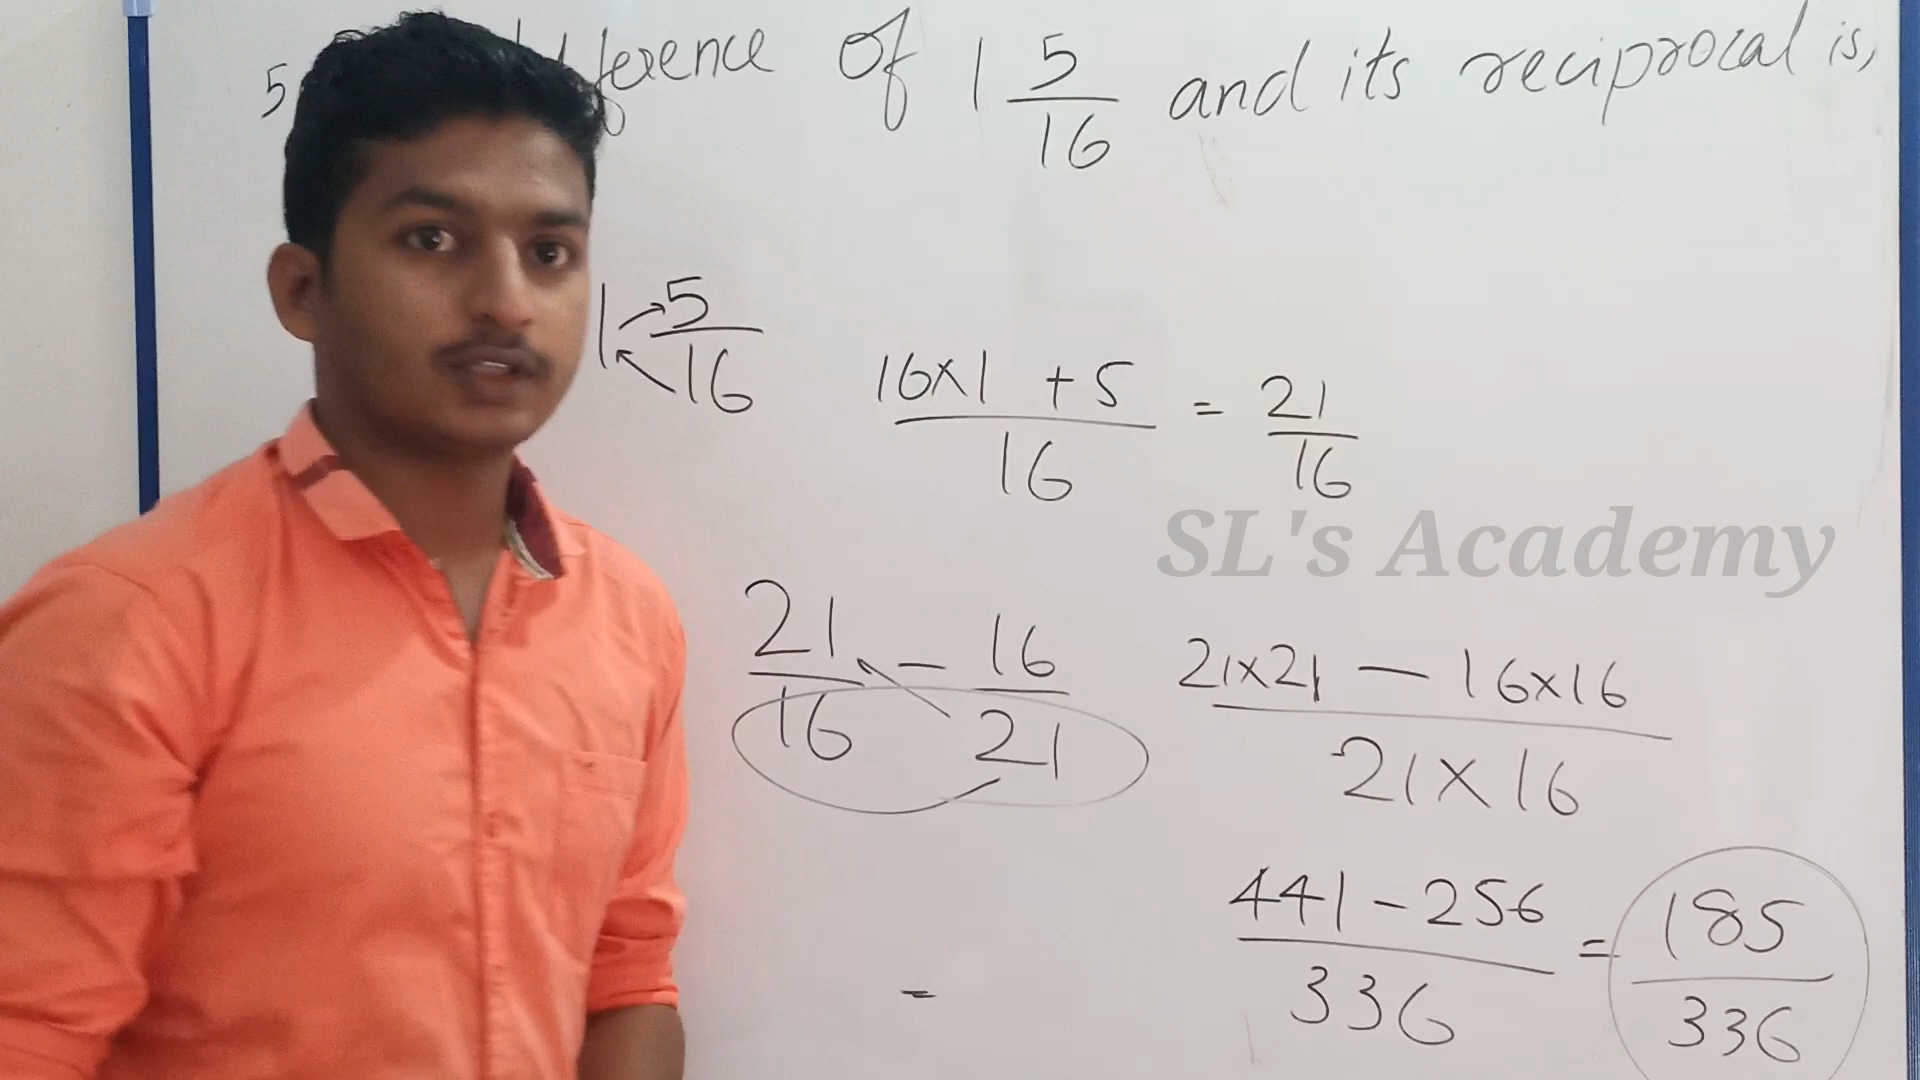 5 difference of 1 5/16 and its reciprocal is,
1 5/16
(16×1 + 5)/16 = 21/16
SL's Academy
21/16 - 16/21
(21×21 - 16×16)/(21×16)
(441-256)/336 = 185/336
-